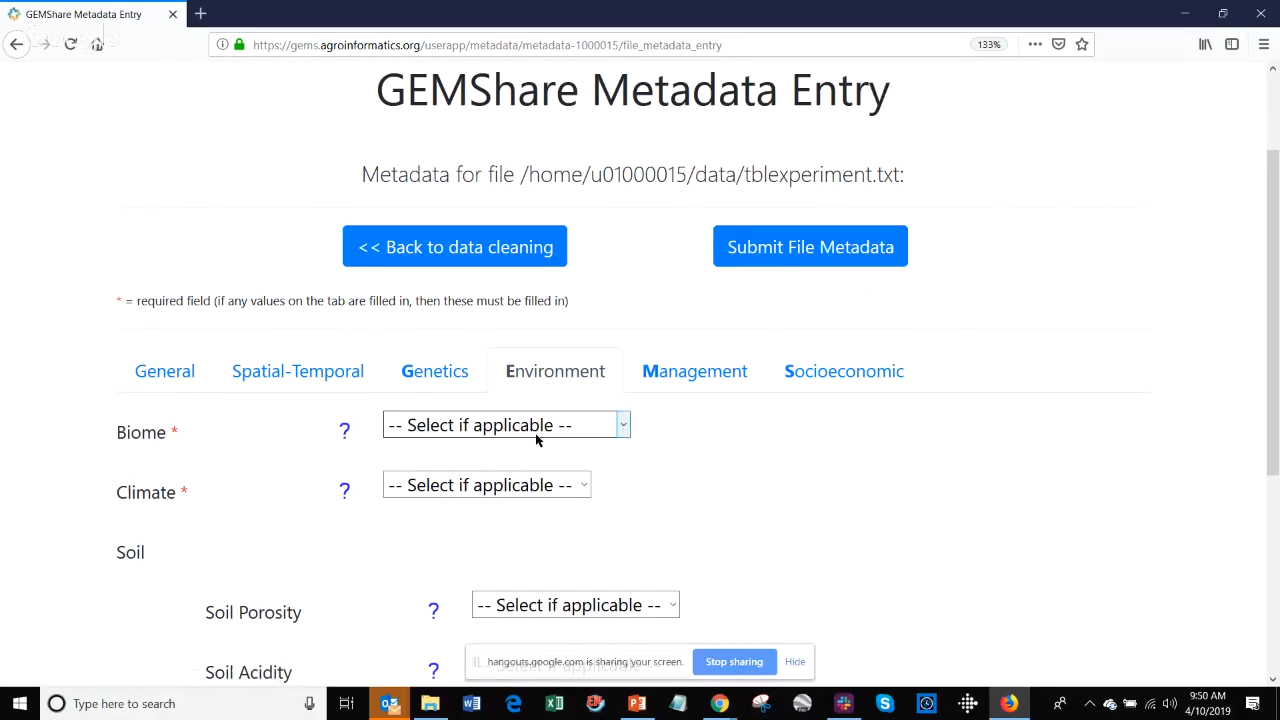 GEMShare Metadata Entry
https://gems.agroinformatics.org/userapp/metadata/metadata-1000015/file_metadata_entry
133%
GEMShare Metadata Entry
Metadata for file /home/u01000015/data/tblexperiment.txt:
<< Back to data cleaning
Submit File Metadata
* = required field (if any values on the tab are filled in, then these must be filled in)
General Spatial-Temporal Genetics Environment Management Socioeconomic
Biome * ? -- Select if applicable --
Climate * ? -- Select if applicable --
Soil
Soil Porosity ? -- Select if applicable --
Soil Acidity ?
hangouts.google.com is sharing your screen. Stop sharing Hide
Type here to search
9:50 AM
4/10/2019